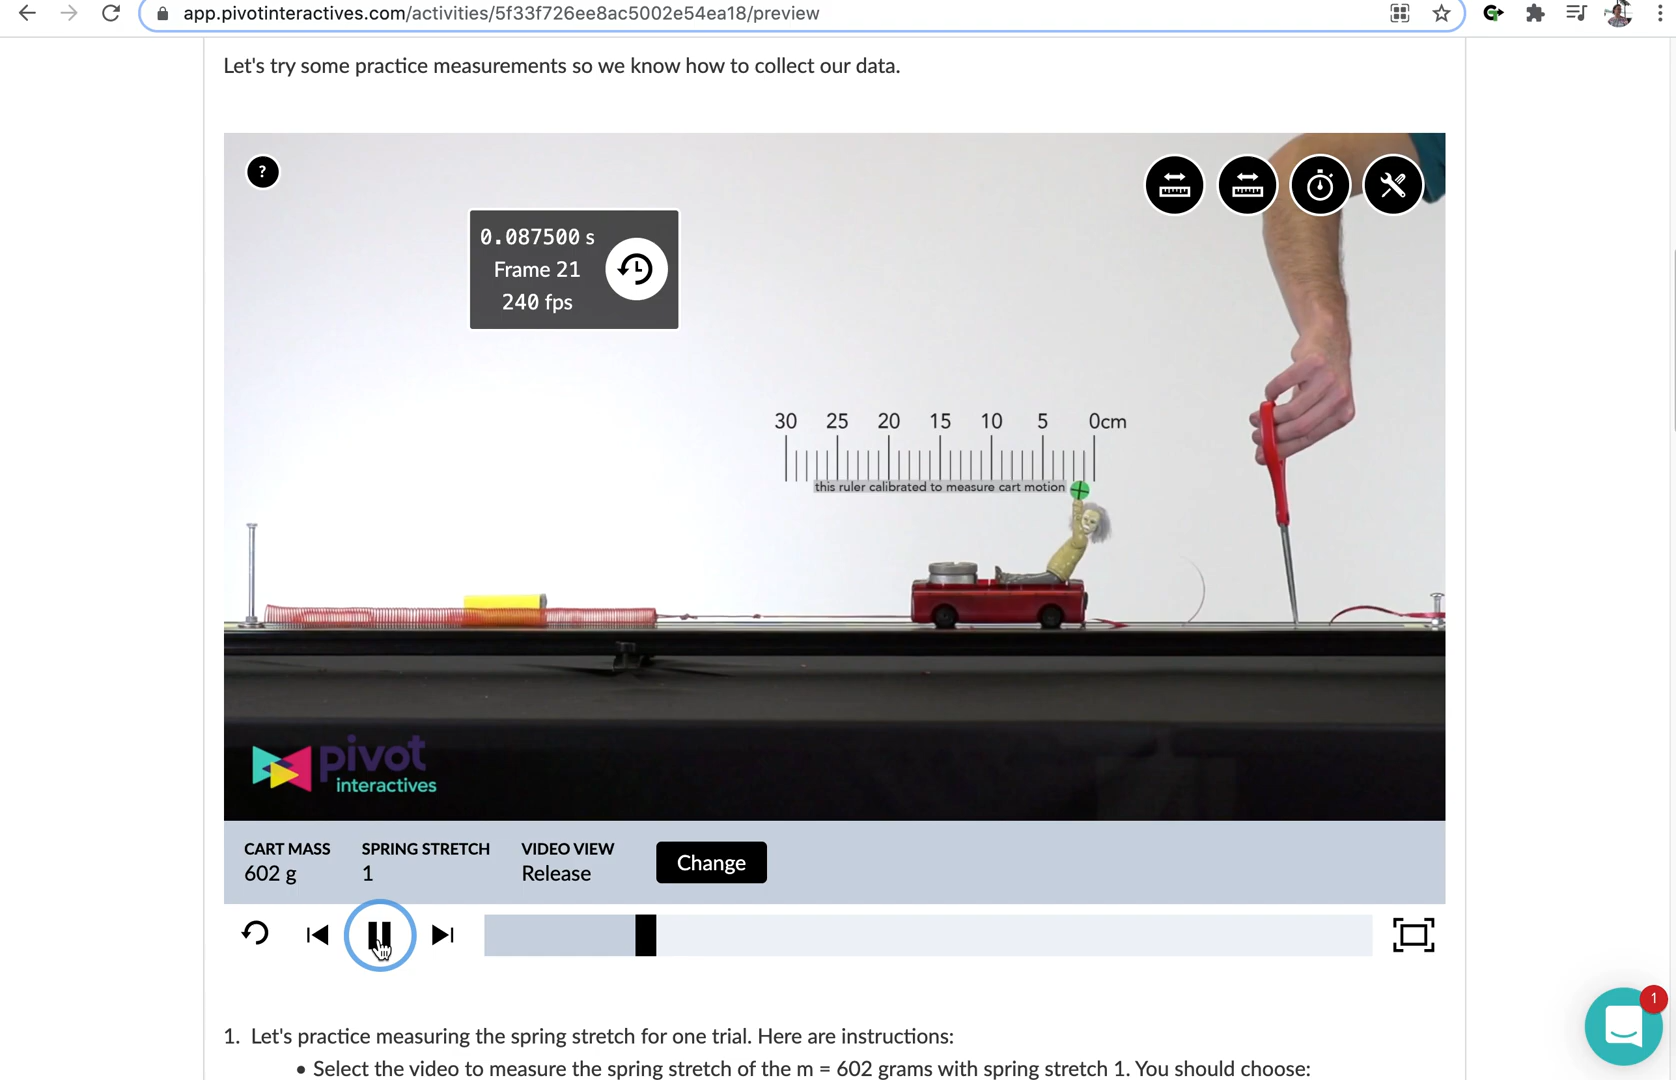 app.pivotinteractives.com/activities/5f33f726ee8ac5002e54ea18/preview
Let's try some practice measurements so we know how to collect our data.
?
0.087500 s
Frame 21
240 fps
30 25 20 15 10 5 0cm
this ruler calibrated to measure cart motion
pivot
interactives
CART MASS SPRING STRETCH VIDEO VIEW
602 g 1 Release Change
1
1. Let's practice measuring the spring stretch for one trial. Here are instructions:
• Select the video to measure the spring stretch of the m = 602 grams with spring stretch 1. You should choose: